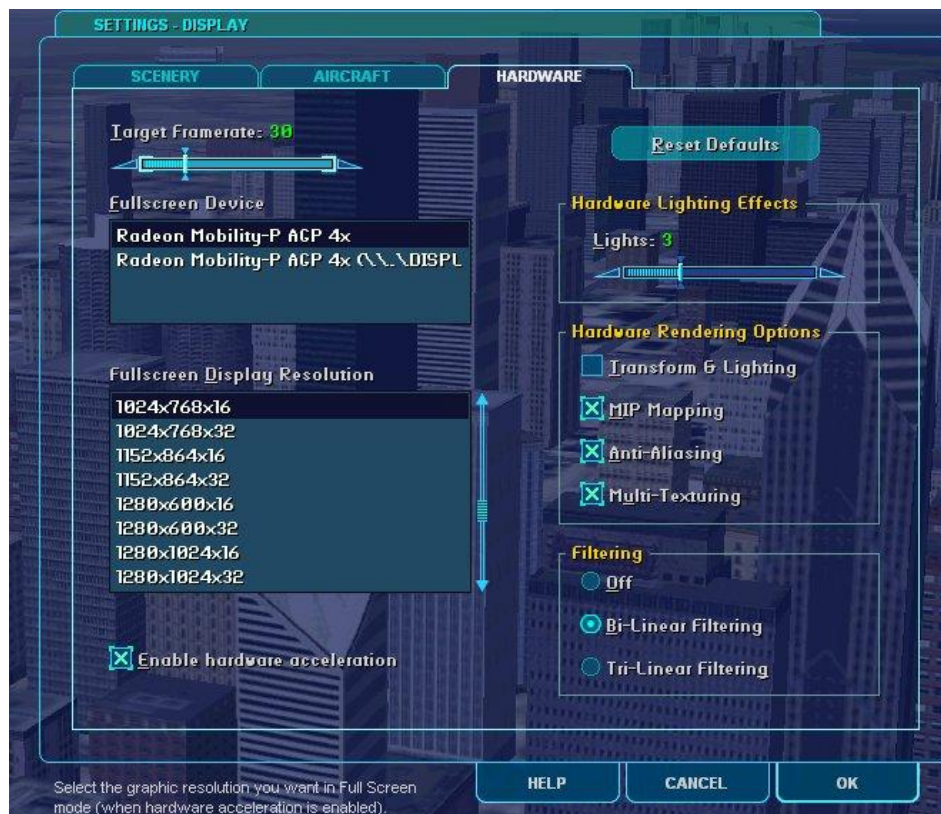 SETTINGS - DISPLAY
SCENERY
AIRCRAFT
HARDWARE
Target Framerate: 30
Fullscreen Device
Radeon Mobility-P AGP 4x
Radeon Mobility-P AGP 4x (\\.\DISPL
Fullscreen Display Resolution
1024x768x16
1024x768x32
1152x864x16
1152x864x32
1280x600x16
1280x600x32
1280x1024x16
1280x1024x32
Enable hardware acceleration
Reset Defaults
Hardware Lighting Effects
Lights: 3
Hardware Rendering Options
Transform & Lighting
MIP Mapping
Anti-Aliasing
Multi-Texturing
Filtering
Off
Bi-Linear Filtering
Tri-Linear Filtering
Select the graphic resolution you want in Full Screen
mode (when hardware acceleration is enabled).
HELP
CANCEL
OK